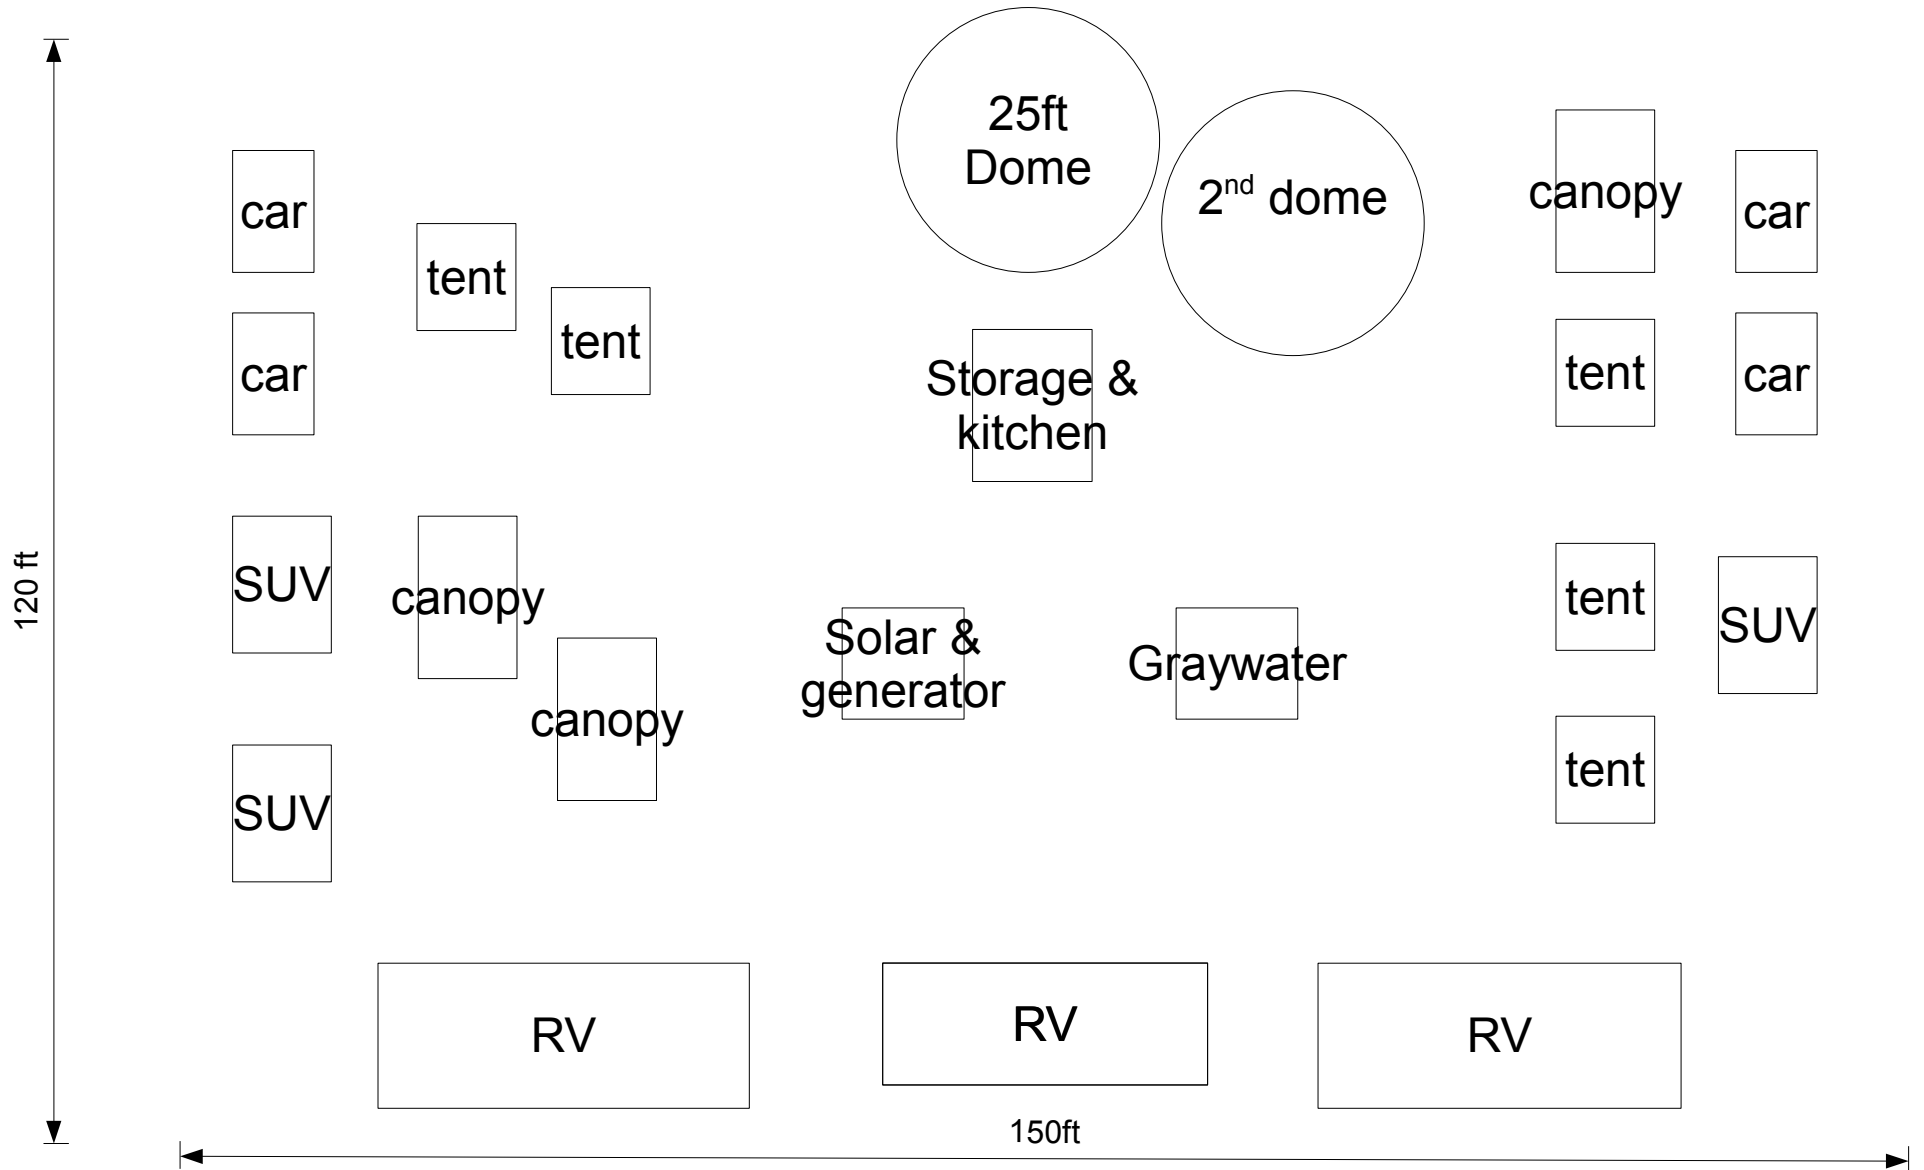 25ft
Dome
2nd dome
canopy
car
car
tent
tent
car
Storage &
kitchen
tent
car
SUV
canopy
Solar &
generator
Graywater
tent
SUV
canopy
tent
SUV
120 ft
RV
RV
RV
150ft